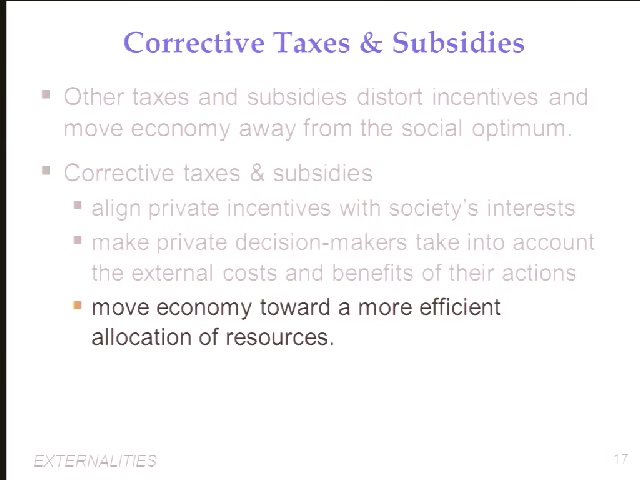 Corrective Taxes & Subsidies
▪ Other taxes and subsidies distort incentives and
move economy away from the social optimum.
▪ Corrective taxes & subsidies
▪ align private incentives with society's interests
▪ make private decision-makers take into account
the external costs and benefits of their actions
▪ move economy toward a more efficient
allocation of resources.
EXTERNALITIES
17